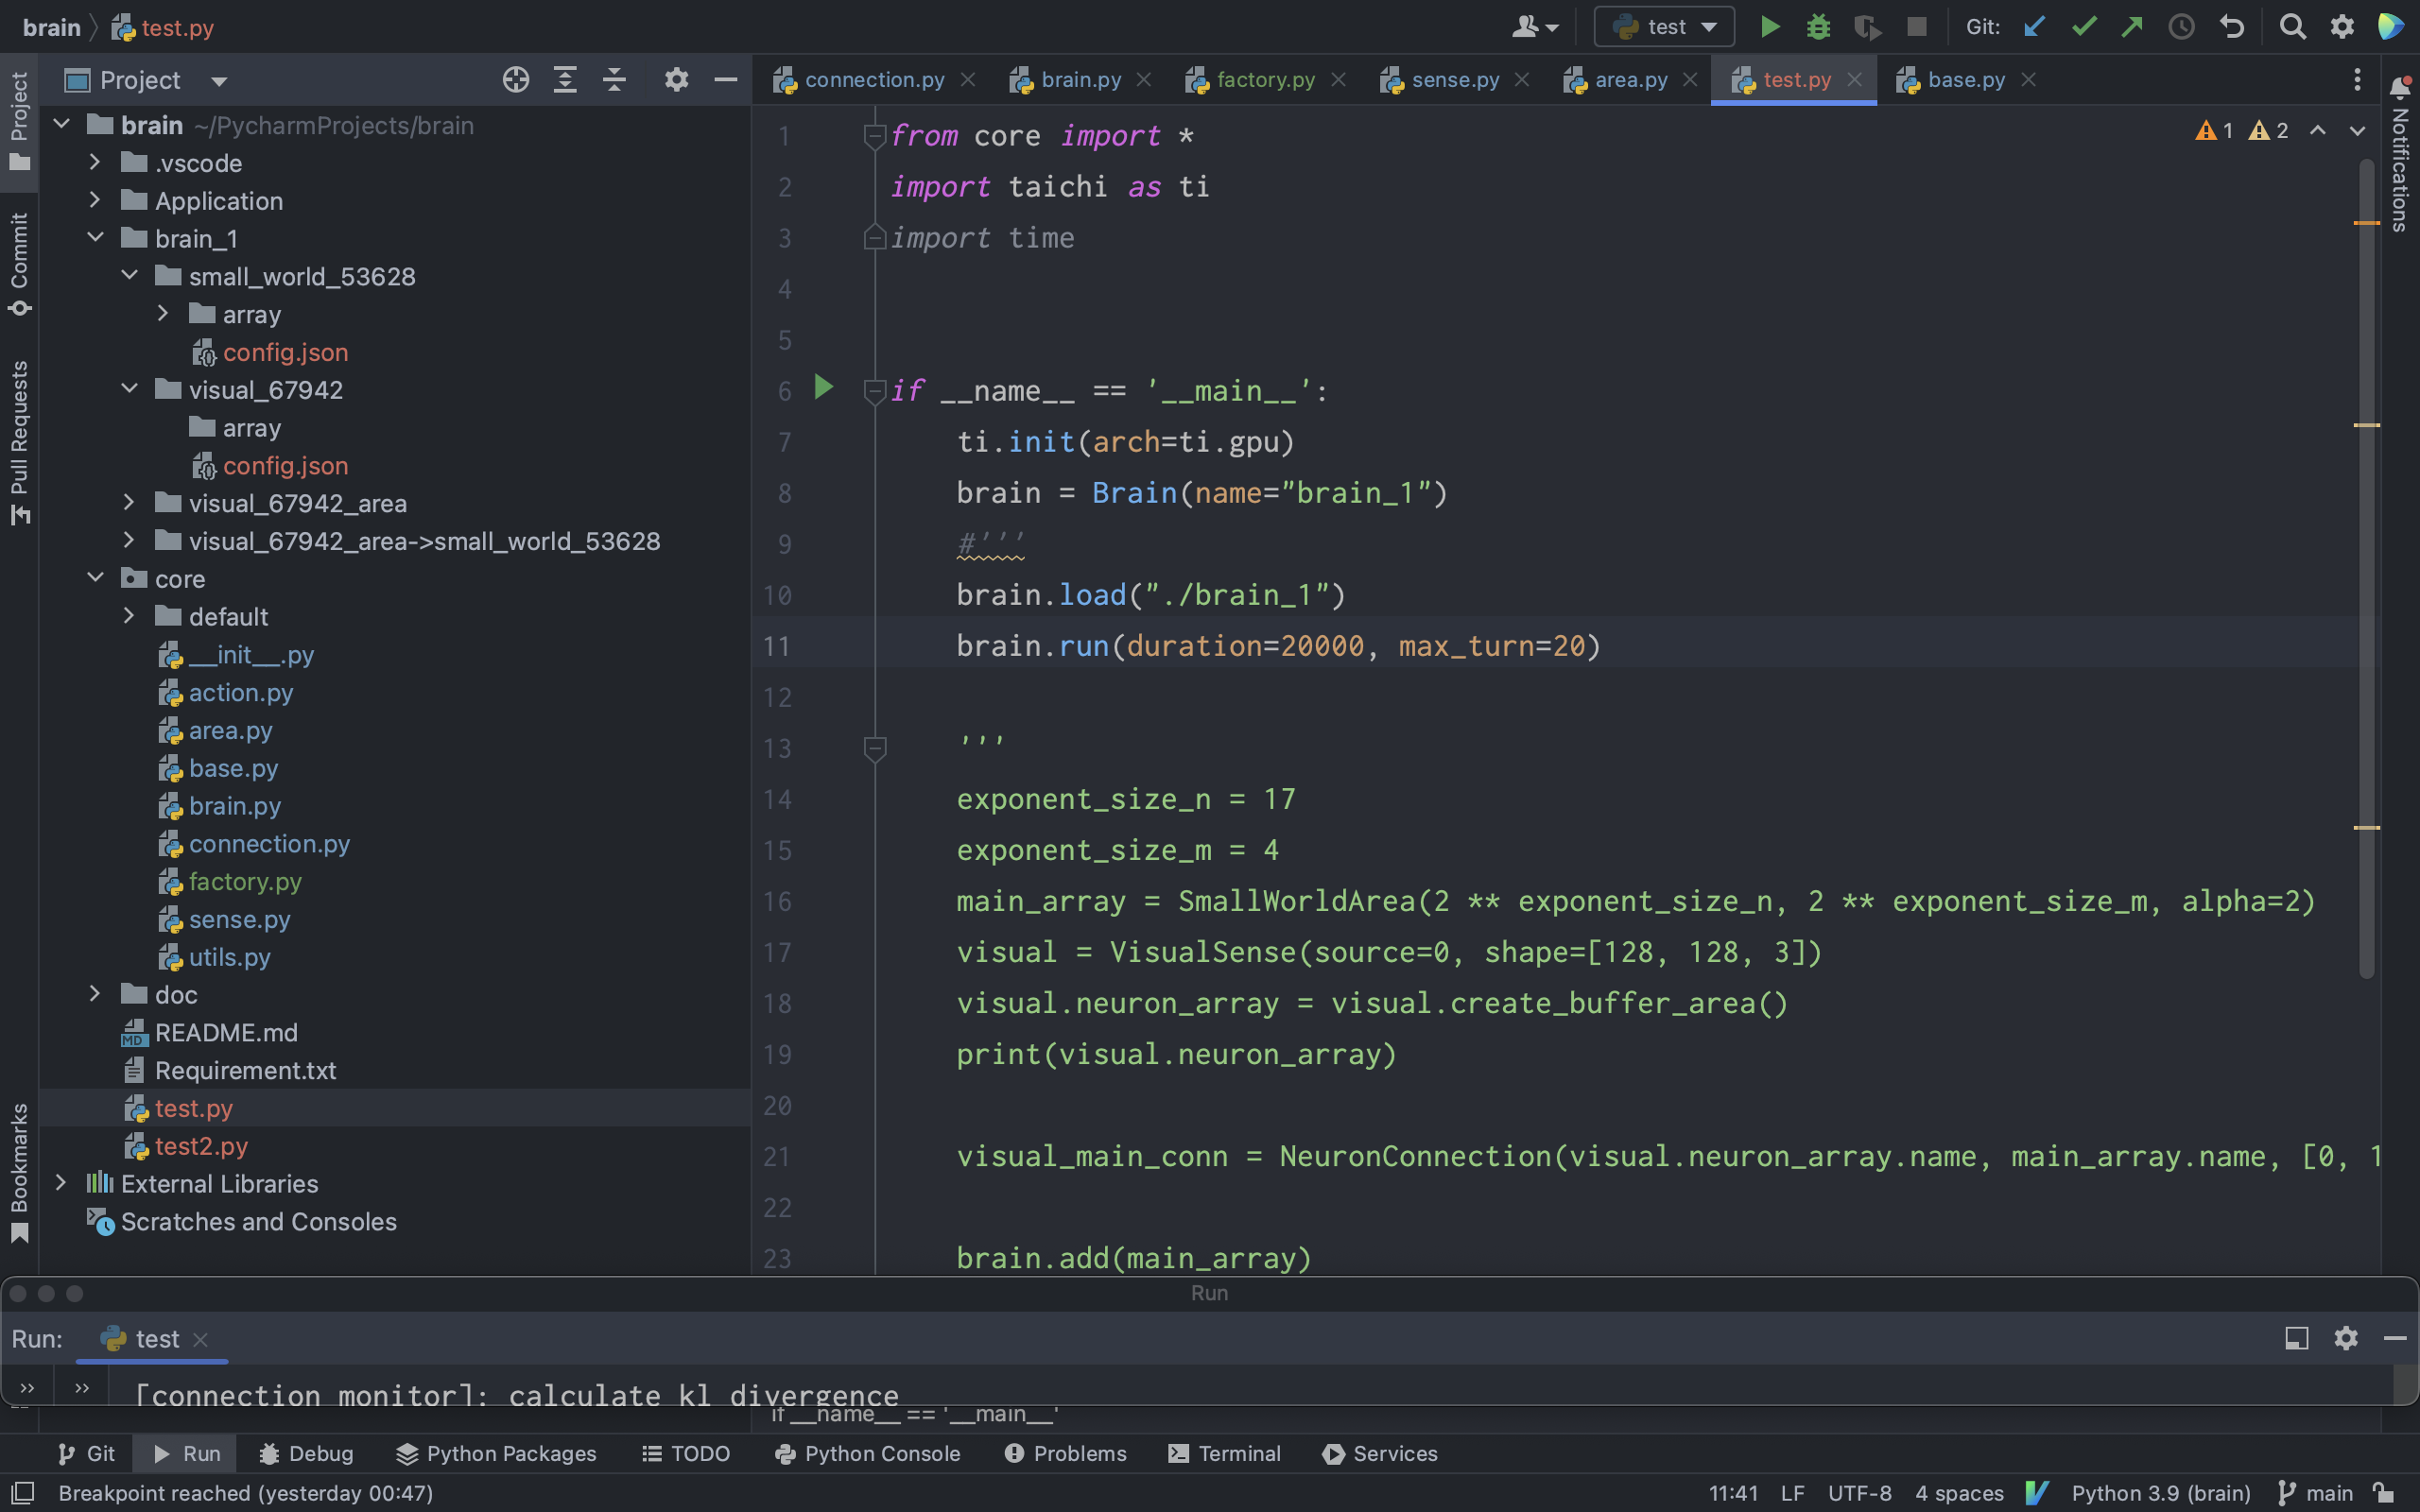 brain test.py
test Git:
Project
connection.py brain.py factory.py sense.py area.py test.py base.py
Project
Commit
Pull Requests
Bookmarks
Notifications
brain ~/PycharmProjects/brain
.vscode
Application
brain_1
small_world_53628
array
config.json
visual_67942
array
config.json
visual_67942_area
visual_67942_area->small_world_53628
core
default
__init__.py
action.py
area.py
base.py
brain.py
connection.py
factory.py
sense.py
utils.py
doc
README.md
Requirement.txt
test.py
test2.py
External Libraries
Scratches and Consoles
1 2
1 from core import *
2 import taichi as ti
3 import time
4
5
6 if __name__ == '__main__':
7 ti.init(arch=ti.gpu)
8 brain = Brain(name="brain_1")
9 #'''
10 brain.load("./brain_1")
11 brain.run(duration=20000, max_turn=20)
12
13 '''
14 exponent_size_n = 17
15 exponent_size_m = 4
16 main_array = SmallWorldArea(2 ** exponent_size_n, 2 ** exponent_size_m, alpha=2)
17 visual = VisualSense(source=0, shape=[128, 128, 3])
18 visual.neuron_array = visual.create_buffer_area()
19 print(visual.neuron_array)
20
21 visual_main_conn = NeuronConnection(visual.neuron_array.name, main_array.name, [0, 1
22
23 brain.add(main_array)
Run
Run: test
>> >> [connection monitor]: calculate kl divergence
if __name__ == '__main__'
Git Run Debug Python Packages TODO Python Console Problems Terminal Services
Breakpoint reached (yesterday 00:47) 11:41 LF UTF-8 4 spaces Python 3.9 (brain) main